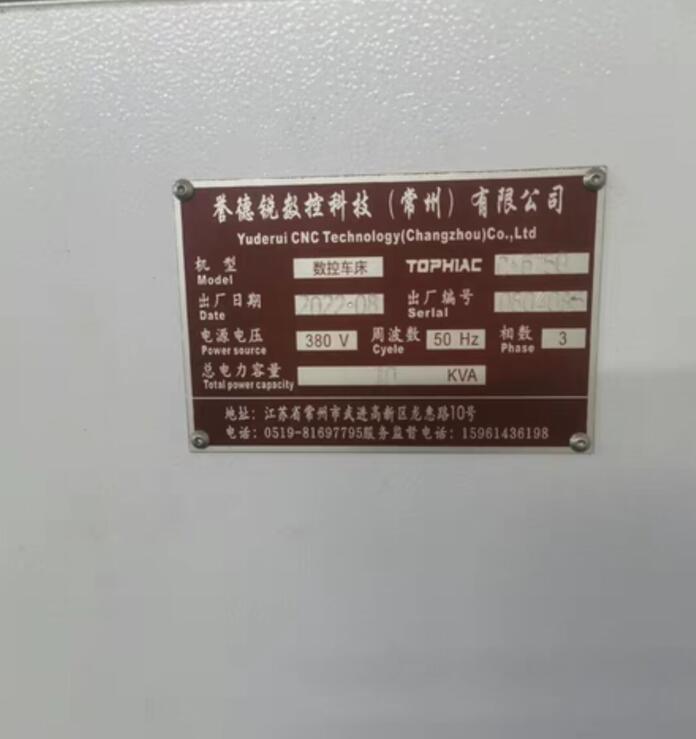 誉德锐数控科技（常州）有限公司
Yuderui CNC Technology(Changzhou)Co.,Ltd
机 型 数控车床 TOPHIAC
Model
出厂日期 2022·08 出厂编号
Date Serlal
电源电压 380 V 周波数 50 Hz 相数 3
Power source Cyele Phase
总电力容量 10 KVA
Total power capacity
地址：江苏省常州市武进高新区龙惠路10号
电话：0519-81697795服务监督电话：15961436198